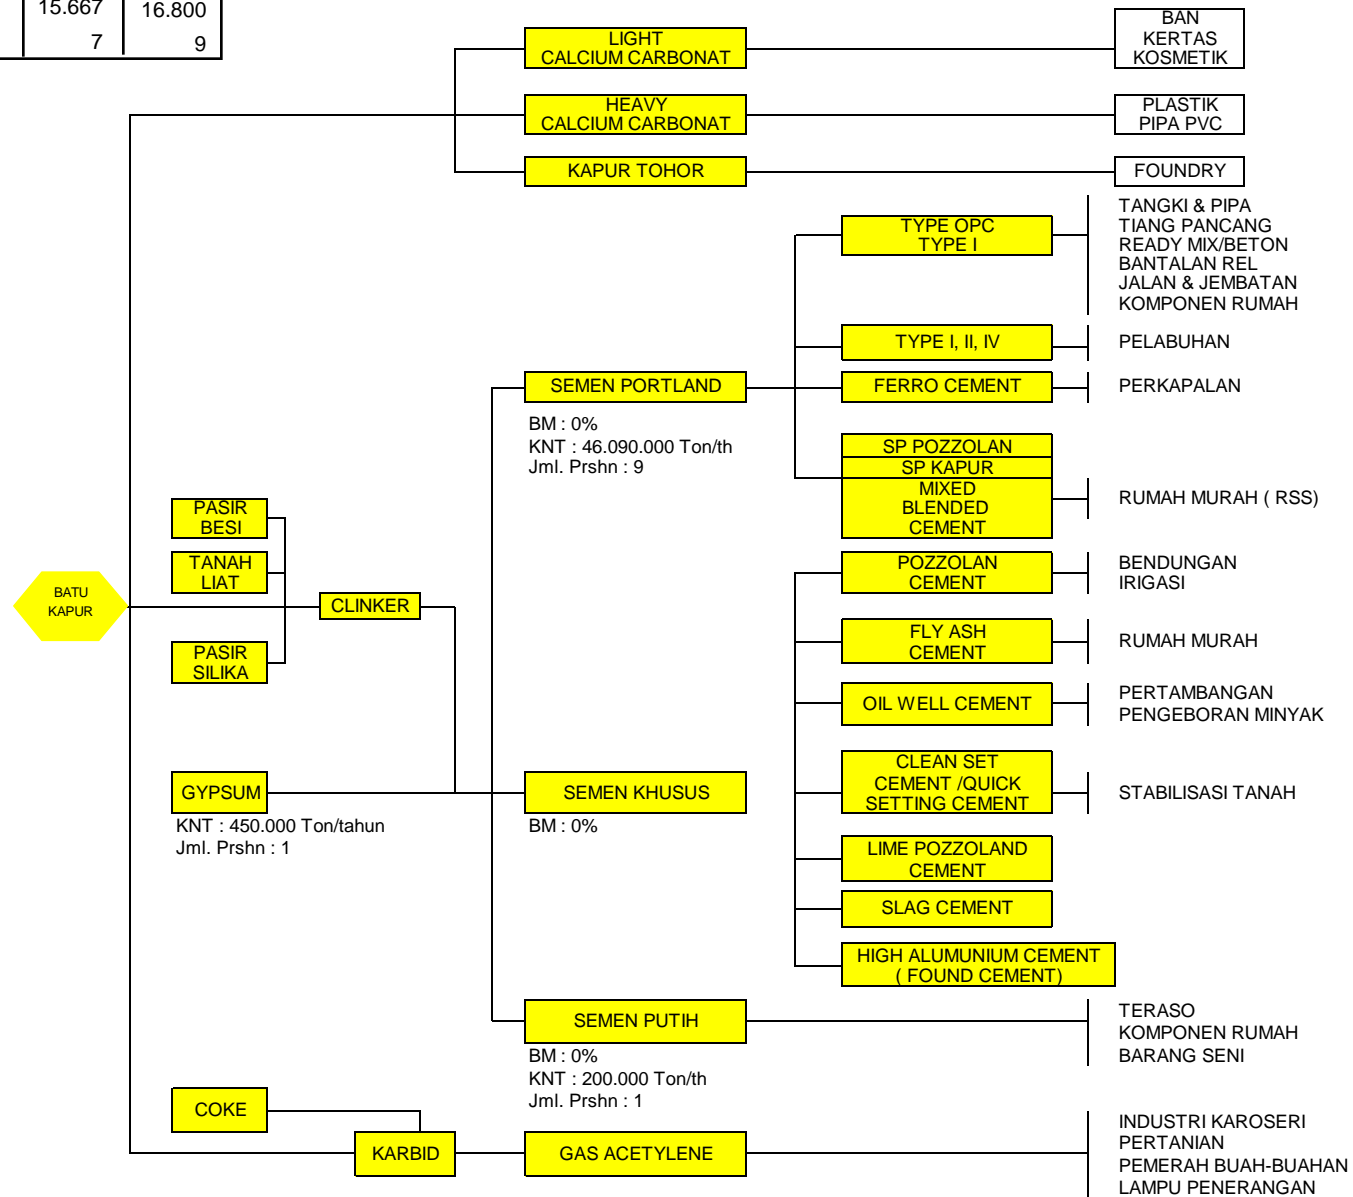 15.667 16.800
7 9
LIGHT
CALCIUM CARBONAT
BAN
KERTAS
KOSMETIK
HEAVY
CALCIUM CARBONAT
PLASTIK
PIPA PVC
KAPUR TOHOR
FOUNDRY
TYPE OPC
TYPE I
TANGKI & PIPA
TIANG PANCANG
READY MIX/BETON
BANTALAN REL
JALAN & JEMBATAN
KOMPONEN RUMAH
TYPE I, II, IV
PELABUHAN
SEMEN PORTLAND
BM : 0%
KNT : 46.090.000 Ton/th
Jml. Prshn : 9
FERRO CEMENT
PERKAPALAN
SP POZZOLAN
SP KAPUR
MIXED
BLENDED
CEMENT
RUMAH MURAH ( RSS)
PASIR
BESI
TANAH
LIAT
BATU
KAPUR
CLINKER
PASIR
SILIKA
POZZOLAN
CEMENT
BENDUNGAN
IRIGASI
FLY ASH
CEMENT
RUMAH MURAH
OIL WELL CEMENT
PERTAMBANGAN
PENGEBORAN MINYAK
GYPSUM
KNT : 450.000 Ton/tahun
Jml. Prshn : 1
SEMEN KHUSUS
BM : 0%
CLEAN SET
CEMENT /QUICK
SETTING CEMENT
STABILISASI TANAH
LIME POZZOLAND
CEMENT
SLAG CEMENT
HIGH ALUMUNIUM CEMENT
( FOUND CEMENT)
SEMEN PUTIH
BM : 0%
KNT : 200.000 Ton/th
Jml. Prshn : 1
TERASO
KOMPONEN RUMAH
BARANG SENI
COKE
KARBID
GAS ACETYLENE
INDUSTRI KAROSERI
PERTANIAN
PEMERAH BUAH-BUAHAN
LAMPU PENERANGAN